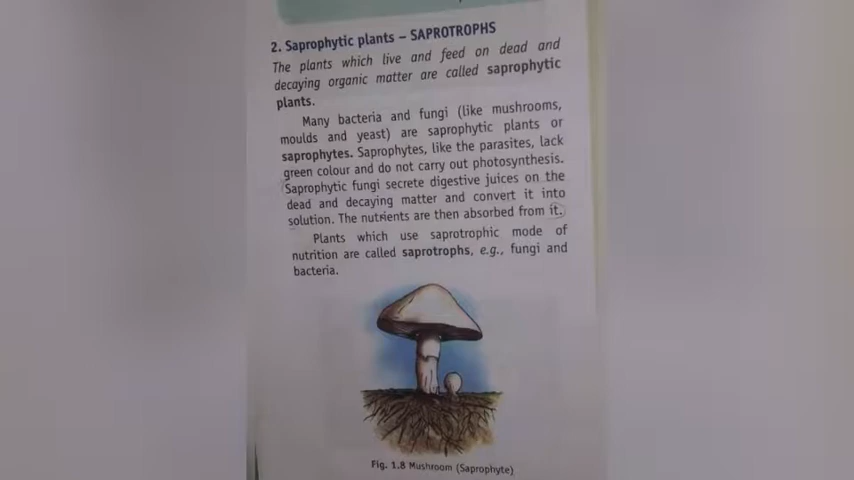 2. Saprophytic plants – SAPROTROPHS
The plants which live and feed on dead and
decaying organic matter are called saprophytic
plants.
Many bacteria and fungi (like mushrooms,
moulds and yeast) are saprophytic plants or
saprophytes. Saprophytes, like the parasites, lack
green colour and do not carry out photosynthesis.
Saprophytic fungi secrete digestive juices on the
dead and decaying matter and convert it into
solution. The nutrients are then absorbed from it.
Plants which use saprotrophic mode of
nutrition are called saprotrophs, e.g., fungi and
bacteria.
Fig. 1.8 Mushroom (Saprophyte)